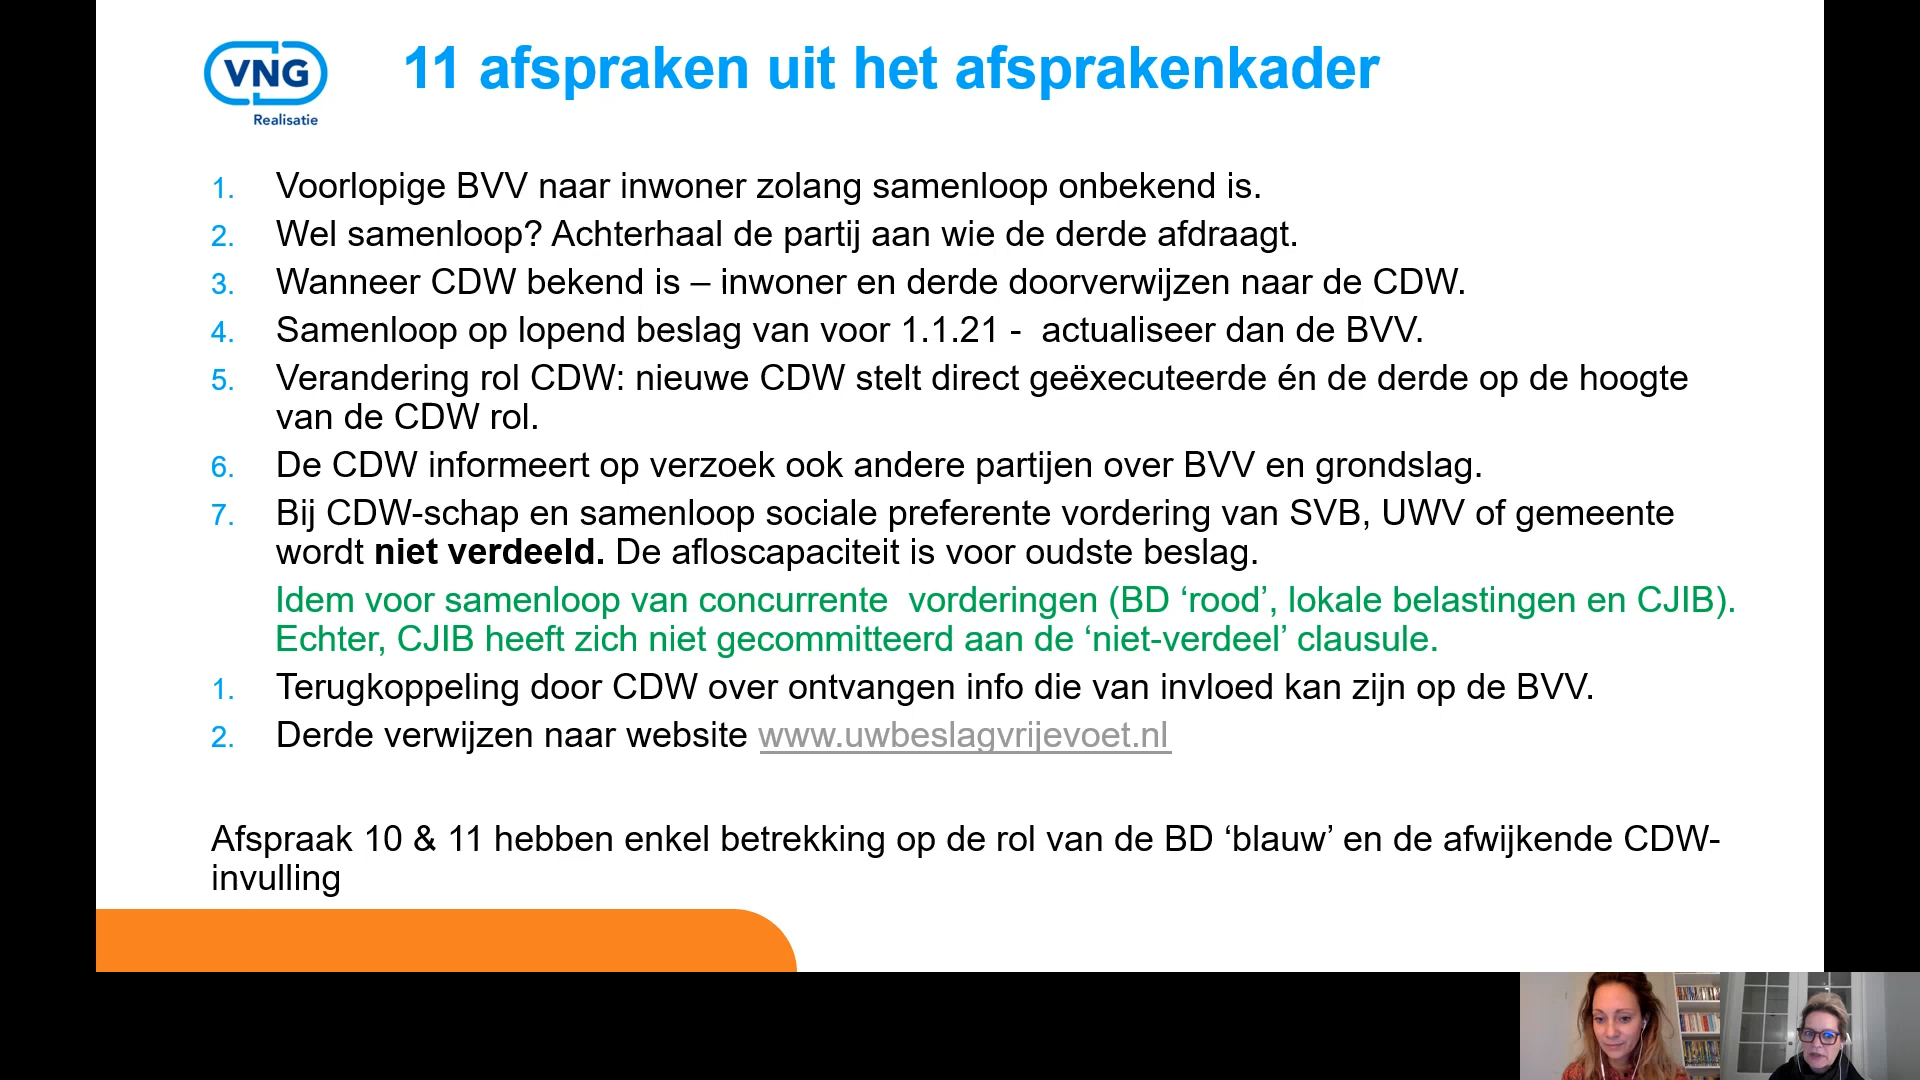 VNG
Realisatie
11 afspraken uit het afsprakenkader
1. Voorlopige BVV naar inwoner zolang samenloop onbekend is.
2. Wel samenloop? Achterhaal de partij aan wie de derde afdraagt.
3. Wanneer CDW bekend is – inwoner en derde doorverwijzen naar de CDW.
4. Samenloop op lopend beslag van voor 1.1.21 -  actualiseer dan de BVV.
5. Verandering rol CDW: nieuwe CDW stelt direct geëxecuteerde én de derde op de hoogte
van de CDW rol.
6. De CDW informeert op verzoek ook andere partijen over BVV en grondslag.
7. Bij CDW-schap en samenloop sociale preferente vordering van SVB, UWV of gemeente
wordt niet verdeeld. De afloscapaciteit is voor oudste beslag.
Idem voor samenloop van concurrente  vorderingen (BD ‘rood’, lokale belastingen en CJIB).
Echter, CJIB heeft zich niet gecommitteerd aan de ‘niet-verdeel’ clausule.
1. Terugkoppeling door CDW over ontvangen info die van invloed kan zijn op de BVV.
2. Derde verwijzen naar website www.uwbeslagvrijevoet.nl
Afspraak 10 & 11 hebben enkel betrekking op de rol van de BD ‘blauw’ en de afwijkende CDW-
invulling